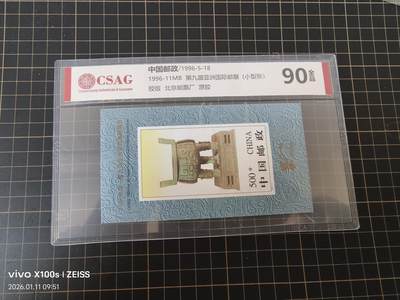 CSAG
中国邮政/1996-5-18
1996-11MB 第九届亚洲国际邮展（小型张）
胶版 北京邮票厂 原胶
90
CHINA
中国邮政
500分
vivo X100s | ZEISS
2026.01.11 09:51